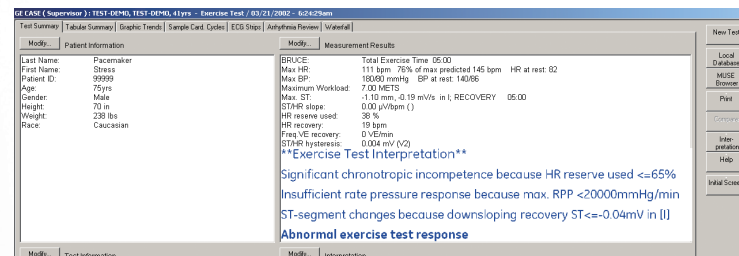 GE CASE ( Supervisor ) : TEST-DEMO, TEST-DEMO, 41yrs - Exercise Test / 03/21/2002 - 6:24:29am
Test Summary Tabular Summary Graphic Trends Sample Card. Cycles ECG Strips Arrhythmia Review Waterfall
Modify... Patient Information
Last Name: Pacemaker
First Name: Stress
Patient ID: 99999
Age: 75yrs
Gender: Male
Height: 70 in
Weight: 238 lbs
Race: Caucasian
Modify... Measurement Results
BRUCE: Total Exercise Time 05:00
Max HR: 111 bpm 76% of max predicted 145 bpm HR at rest: 82
Max BP: 180/80 mmHg BP at rest: 140/86
Maximum Workload: 7.00 METS
Max. ST: -1.10 mm, -0.19 mV/s in I; RECOVERY 05:00
ST/HR slope: 0.00 µV/bpm ( )
HR reserve used: 38 %
HR recovery: 19 bpm
Freq.VE recovery: 0 VE/min
ST/HR hysteresis: 0.004 mV (V2)
**Exercise Test Interpretation**
Significant chronotropic incompetence because HR reserve used <=65%
Insufficient rate pressure response because max. RPP <20000mmHg/min
ST-segment changes because downsloping recovery ST<=-0.04mV in [I]
Abnormal exercise test response
Modify... Test Information
Modify... Interpretation
New Test
Local
Database
MUSE
Browser
Print
Compare
Inter-
pretation
Help
Initial Screen